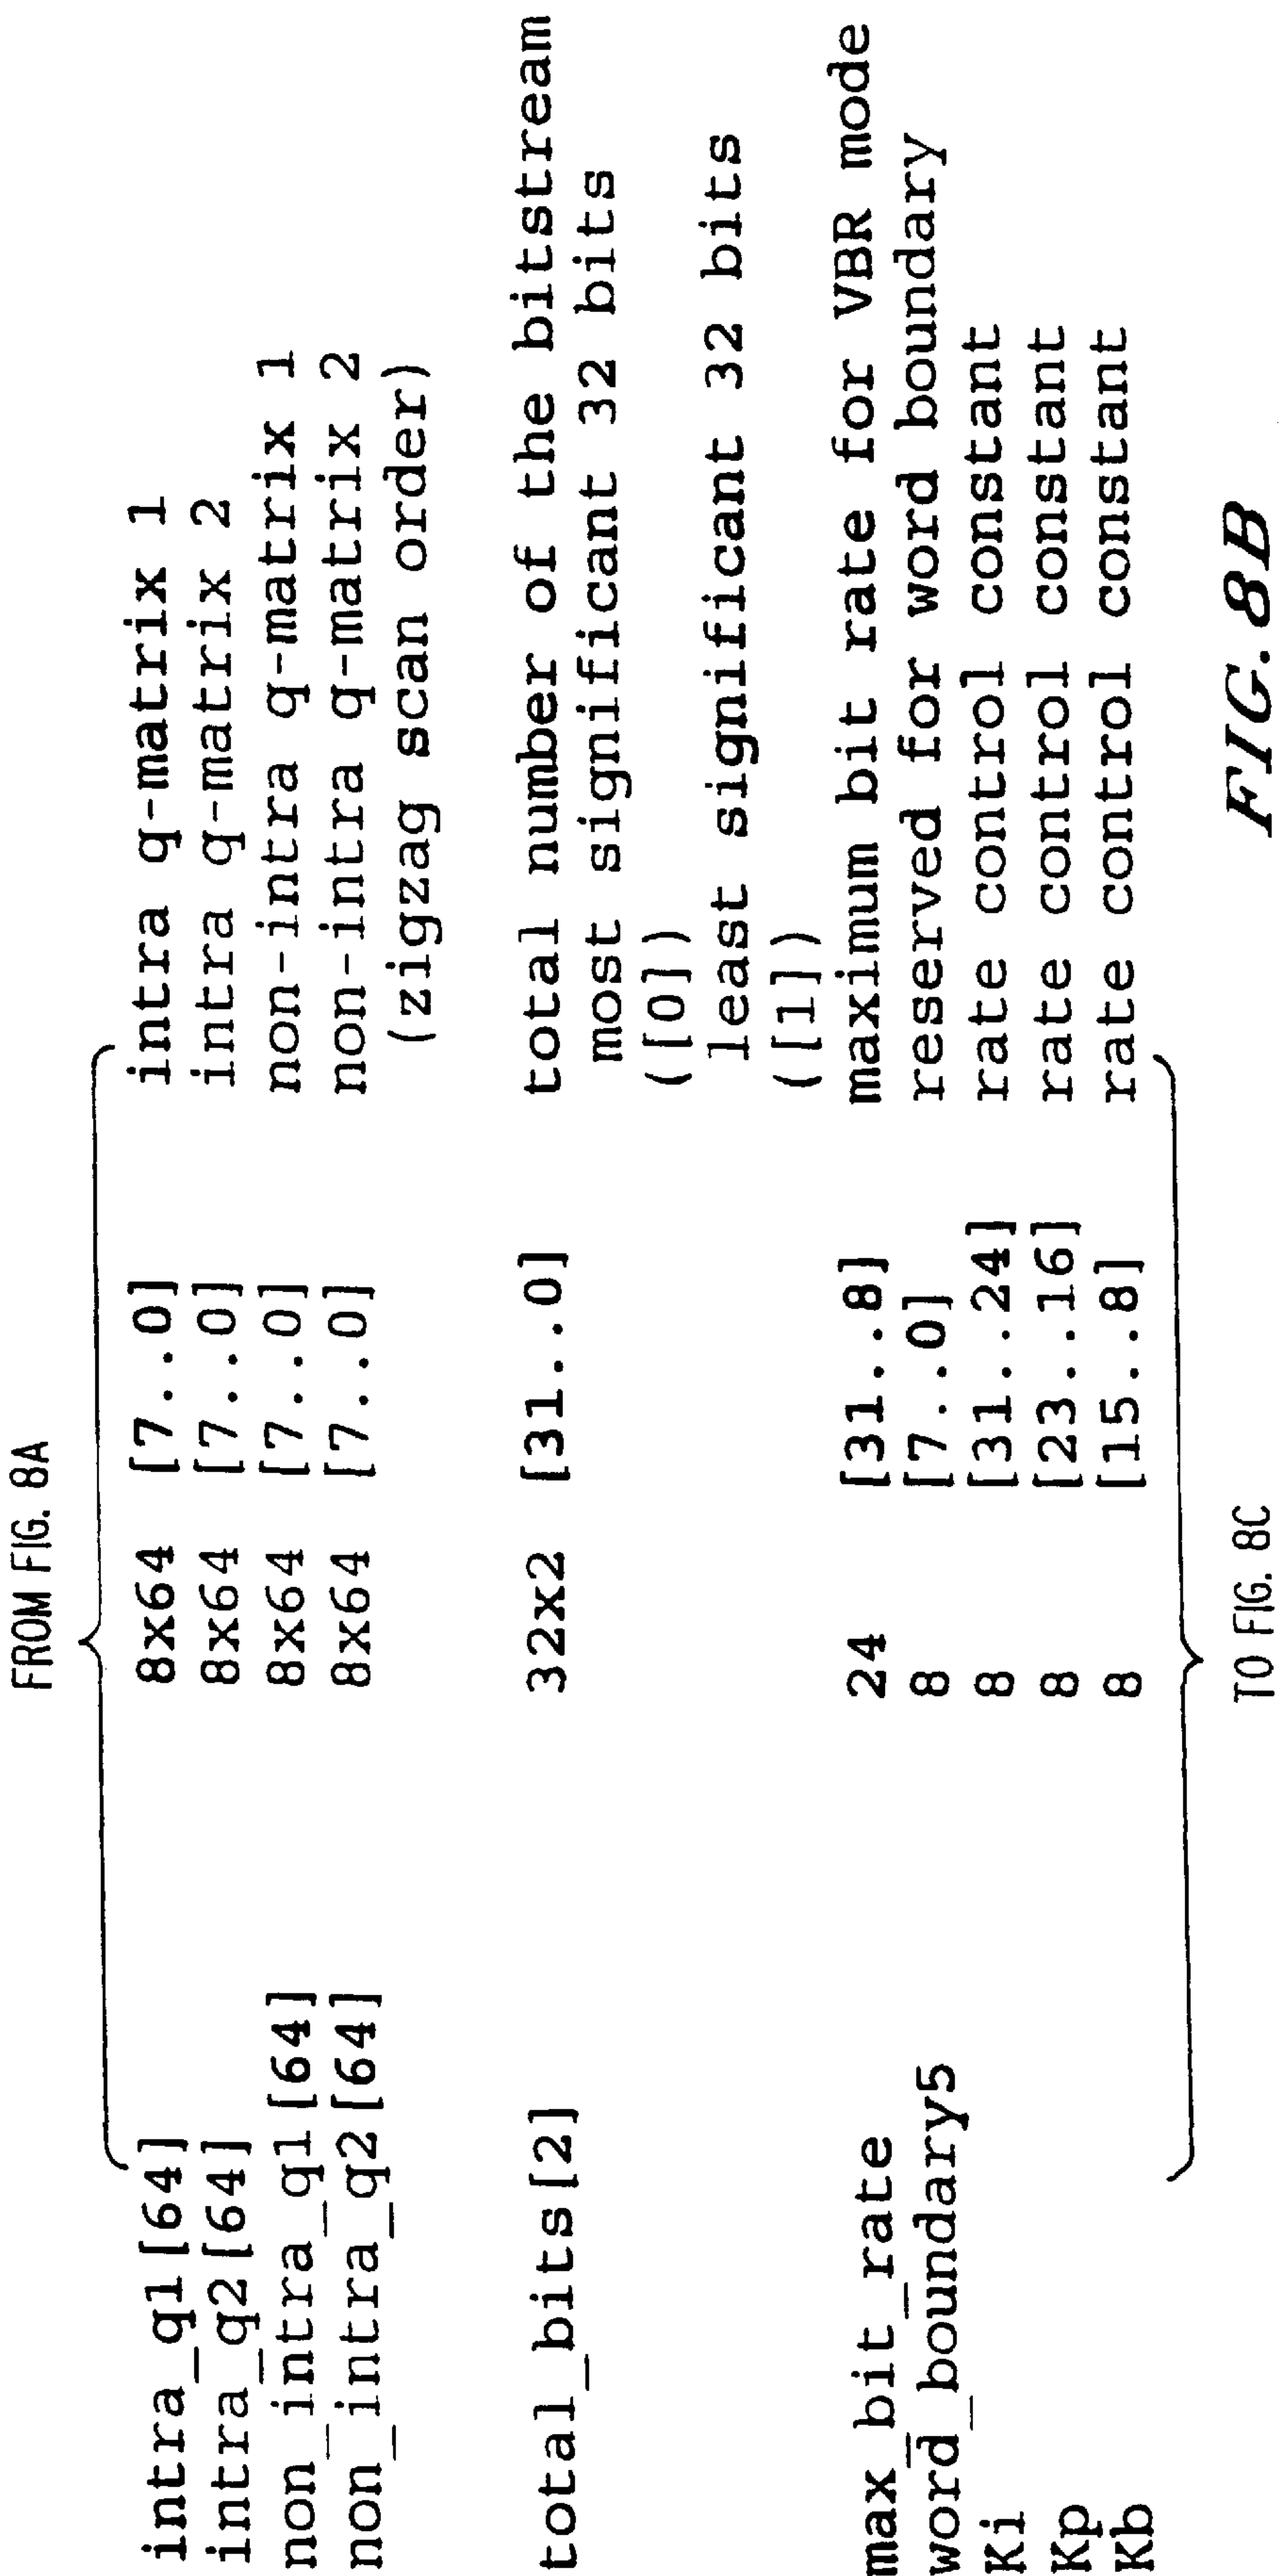 FROM FIG. 8A
intra_q1[64] 8x64 [7..0] intra q-matrix 1
intra_q2[64] 8x64 [7..0] intra q-matrix 2
non_intra_q1[64] 8x64 [7..0] non-intra q-matrix 1
non_intra_q2[64] 8x64 [7..0] non-intra q-matrix 2
(zigzag scan order)
total_bits[2] 32x2 [31..0] total number of the bitstream
most significant 32 bits
([0])
least significant 32 bits
([1])
max_bit_rate 24 [31..8] maximum bit rate for VBR mode
word_boundary5 8 [7..0] reserved for word boundary
Ki 8 [31..24] rate control constant
Kp 8 [23..16] rate control constant
Kb 8 [15..8] rate control constant
TO FIG. 8C
FIG.8B